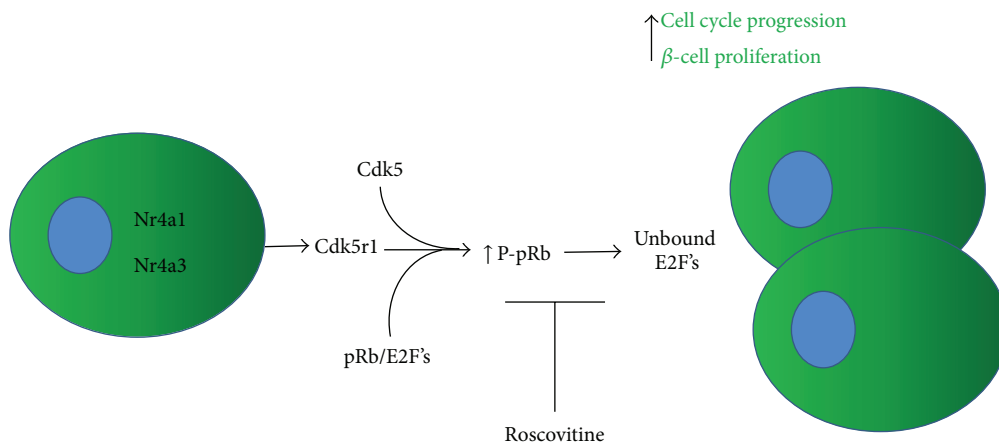 Cell cycle progression
β-cell proliferation
Cdk5
Nr4a1
Nr4a3
Cdk5r1
↑ P-pRb
Unbound
E2F's
pRb/E2F's
Roscovitine